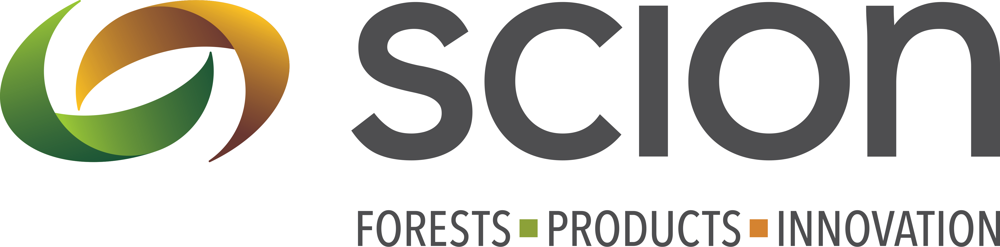 SCION
FORESTS ■ PRODUCTS ■ INNOVATION